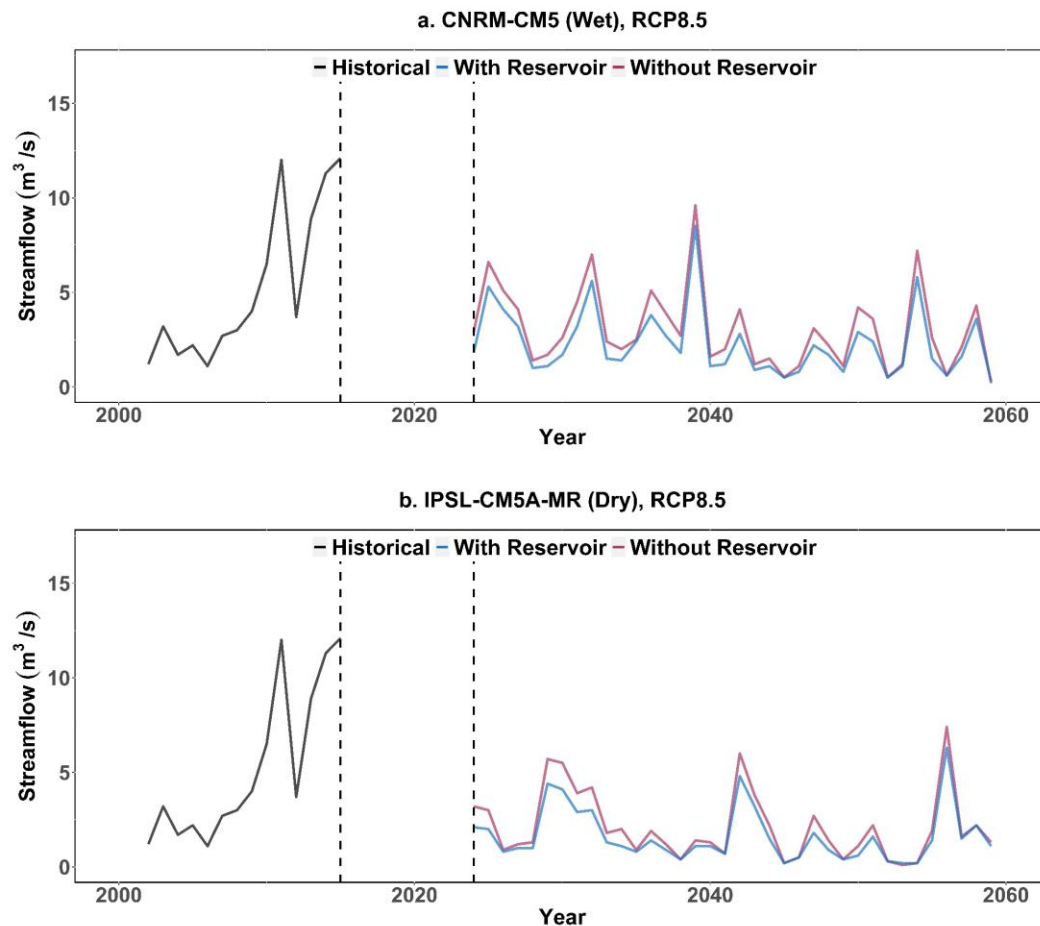 a. CNRM-CM5 (Wet), RCP8.5
Historical With Reservoir Without Reservoir
15
10
5
0
Streamflow (m³ /s)
2000 2020 2040 2060
Year
b. IPSL-CM5A-MR (Dry), RCP8.5
Historical With Reservoir Without Reservoir
15
10
5
0
Streamflow (m³ /s)
2000 2020 2040 2060
Year